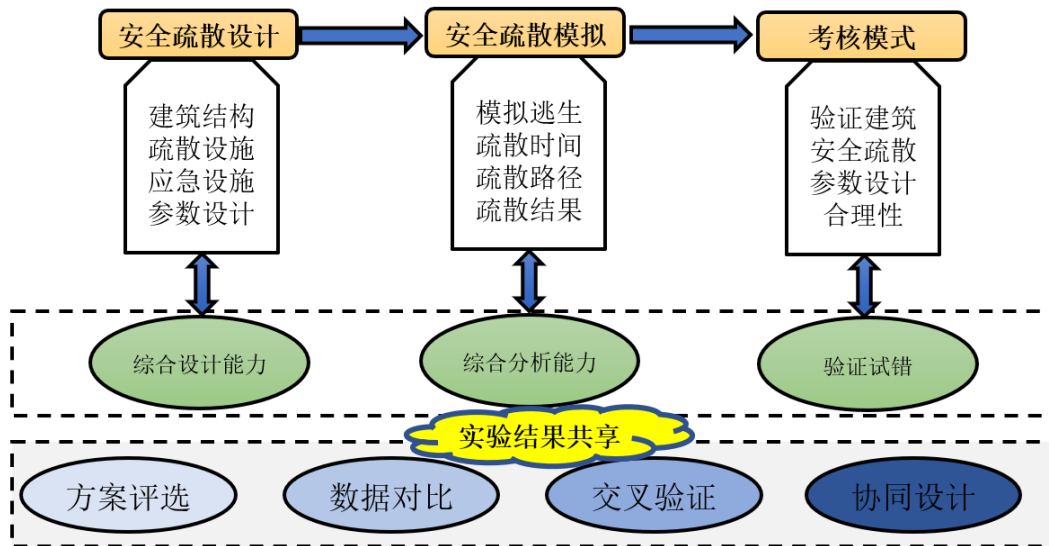 安全疏散设计
安全疏散模拟
考核模式
建筑结构
疏散设施
应急设施
参数设计
模拟逃生
疏散时间
疏散路径
疏散结果
验证建筑
安全疏散
参数设计
合理性
综合设计能力
综合分析能力
验证试错
实验结果共享
方案评选
数据对比
交叉验证
协同设计